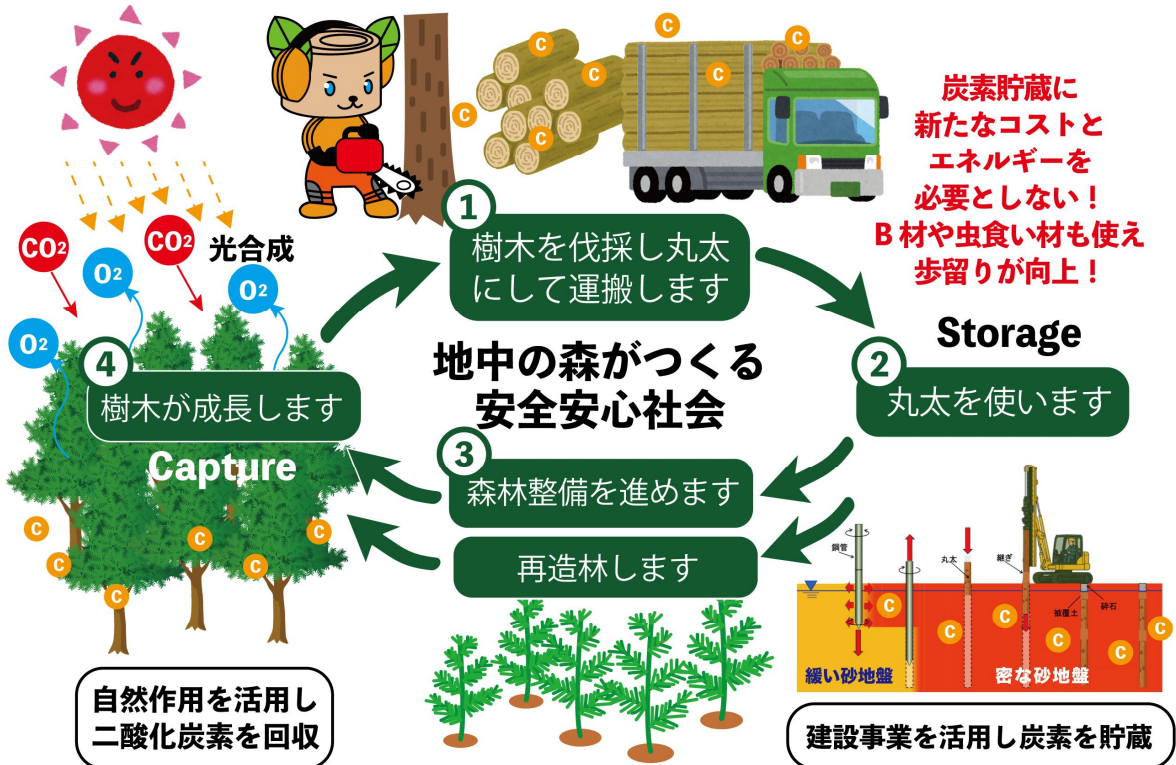 C
C
C
C
C
C
C
炭素貯蔵に
新たなコストと
エネルギーを
必要としない！
B材や虫食い材も使え
歩留りが向上！
CO2
O2
CO2
光合成
O2
O2
1
樹木を伐採し丸太
にして運搬します
Storage
2
丸太を使います
地中の森がつくる
安全安心社会
4
樹木が成長します
Capture
3
森林整備を進めます
再造林します
C
C
C
C
C
C
鋼管
丸太
継ぎ
被覆土
砕石
C
C
C
C
C
C
緩い砂地盤
密な砂地盤
自然作用を活用し
二酸化炭素を回収
建設事業を活用し炭素を貯蔵